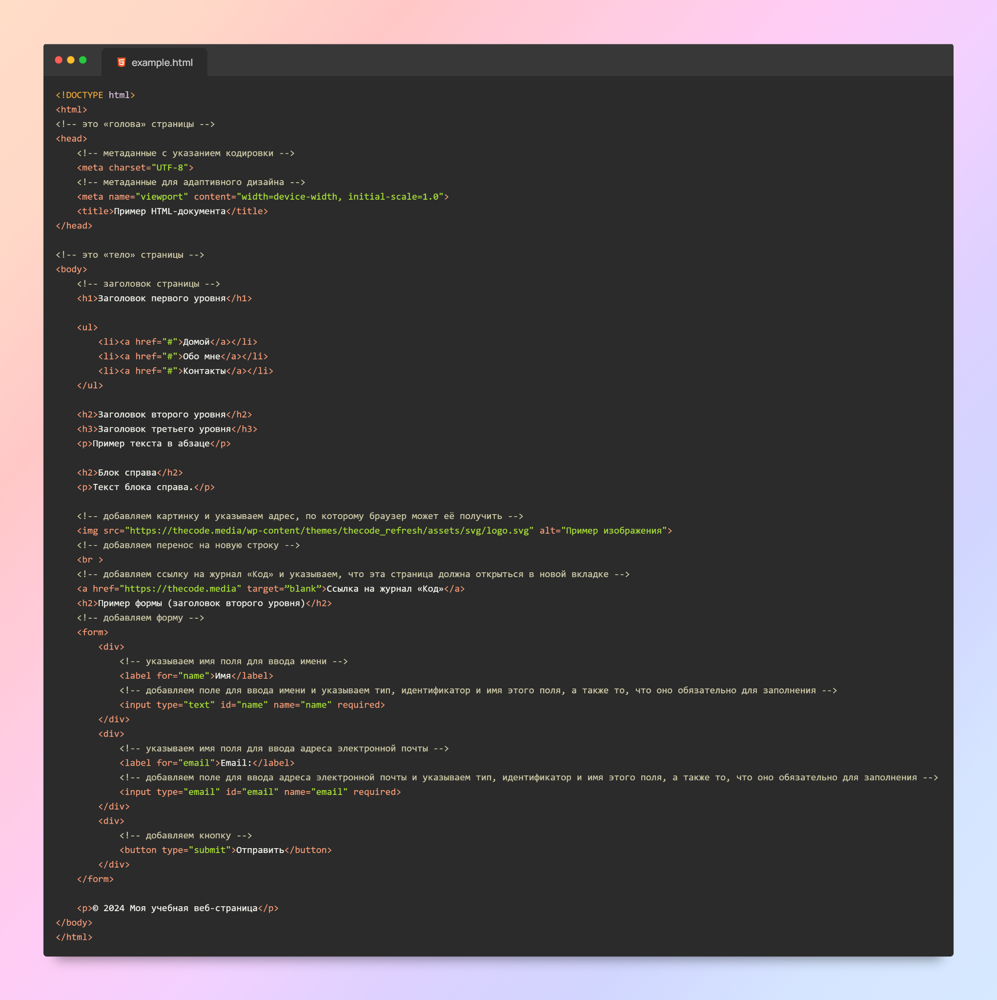 example.html
<!DOCTYPE html>
<html>
<!-- это «голова» страницы -->
<head>
    <!-- метаданные с указанием кодировки -->
    <meta charset="UTF-8">
    <!-- метаданные для адаптивного дизайна -->
    <meta name="viewport" content="width=device-width, initial-scale=1.0">
    <title>Пример HTML-документа</title>
</head>
<!-- это «тело» страницы -->
<body>
    <!-- заголовок страницы -->
    <h1>Заголовок первого уровня</h1>
    <ul>
        <li><a href="#">Домой</a></li>
        <li><a href="#">Обо мне</a></li>
        <li><a href="#">Контакты</a></li>
    </ul>
    <h2>Заголовок второго уровня</h2>
    <h3>Заголовок третьего уровня</h3>
    <p>Пример текста в абзаце</p>
    <h2>Блок справа</h2>
    <p>Текст блока справа.</p>
    <!-- добавляем картинку и указываем адрес, по которому браузер может её получить -->
    <img src="https://thecode.media/wp-content/themes/thecode_refresh/assets/svg/logo.svg" alt="Пример изображения">
    <!-- добавляем перенос на новую строку -->
    <br >
    <!-- добавляем ссылку на журнал «Код» и указываем, что эта страница должна открыться в новой вкладке -->
    <a href="https://thecode.media" target=”blank”>Ссылка на журнал «Код»</a>
    <h2>Пример формы (заголовок второго уровня)</h2>
    <!-- добавляем форму -->
    <form>
        <div>
            <!-- указываем имя поля для ввода имени -->
            <label for="name">Имя</label>
            <!-- добавляем поле для ввода имени и указываем тип, идентификатор и имя этого поля, а также то, что оно обязательно для заполнения -->
            <input type="text" id="name" name="name" required>
        </div>
        <div>
            <!-- указываем имя поля для ввода адреса электронной почты -->
            <label for="email">Email:</label>
            <!-- добавляем поле для ввода адреса электронной почты и указываем тип, идентификатор и имя этого поля, а также то, что оно обязательно для заполнения -->
            <input type="email" id="email" name="email" required>
        </div>
        <div>
            <!-- добавляем кнопку -->
            <button type="submit">Отправить</button>
        </div>
    </form>
    <p>© 2024 Моя учебная веб-страница</p>
</body>
</html>